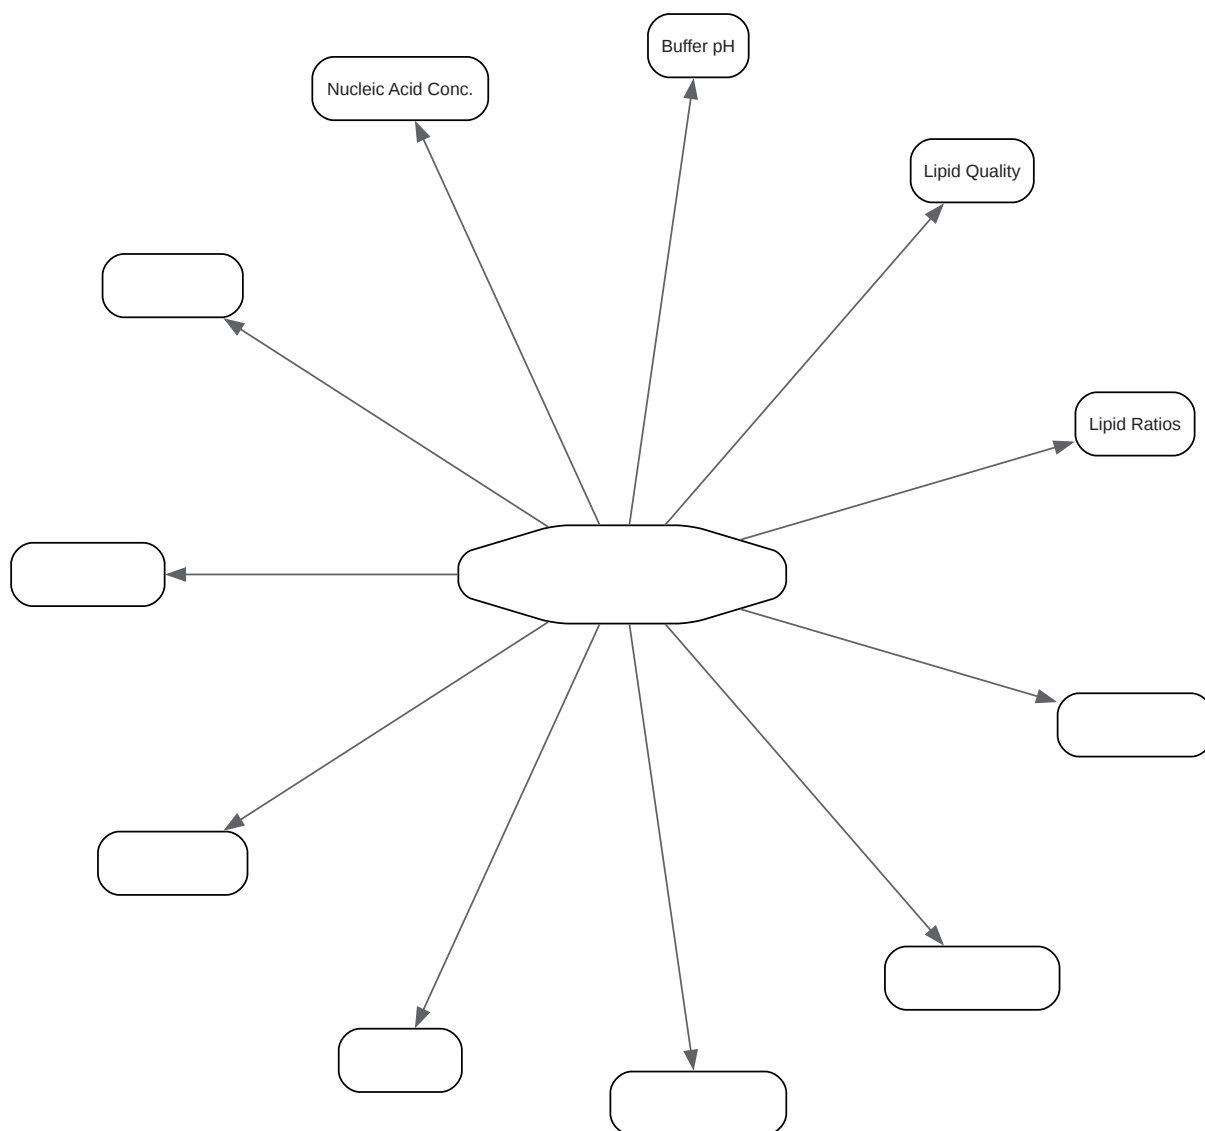 Buffer pH
Nucleic Acid Conc.
Lipid Quality
Lipid Ratios